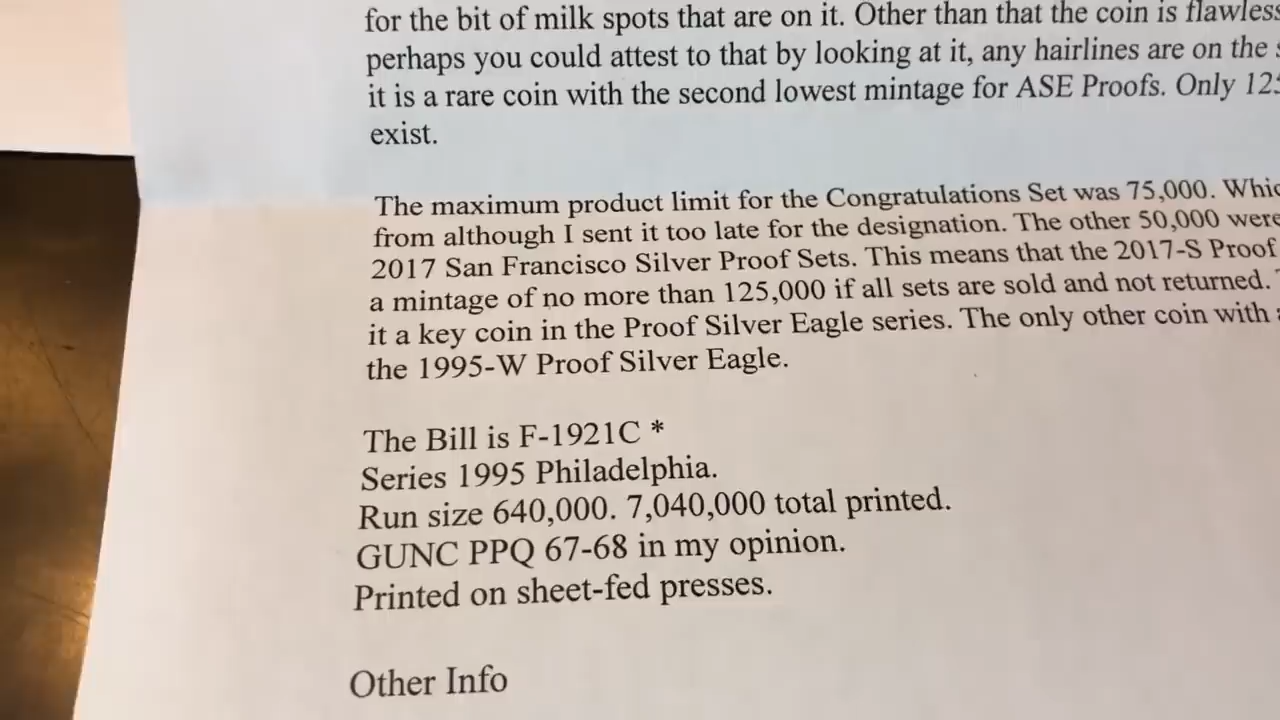 for the bit of milk spots that are on it. Other than that the coin is flawless
perhaps you could attest to that by looking at it, any hairlines are on the
it is a rare coin with the second lowest mintage for ASE Proofs. Only
exist.
The maximum product limit for the Congratulations Set was 75,000.
from although I sent it too late for the designation. The other 50,000 were
2017 San Francisco Silver Proof Sets. This means that the 2017-S Proof
a mintage of no more than 125,000 if all sets are sold and not returned.
it a key coin in the Proof Silver Eagle series. The only other coin with
the 1995-W Proof Silver Eagle.
The Bill is F-1921C *
Series 1995 Philadelphia.
Run size 640,000. 7,040,000 total printed.
GUNC PPQ 67-68 in my opinion.
Printed on sheet-fed presses.
Other Info